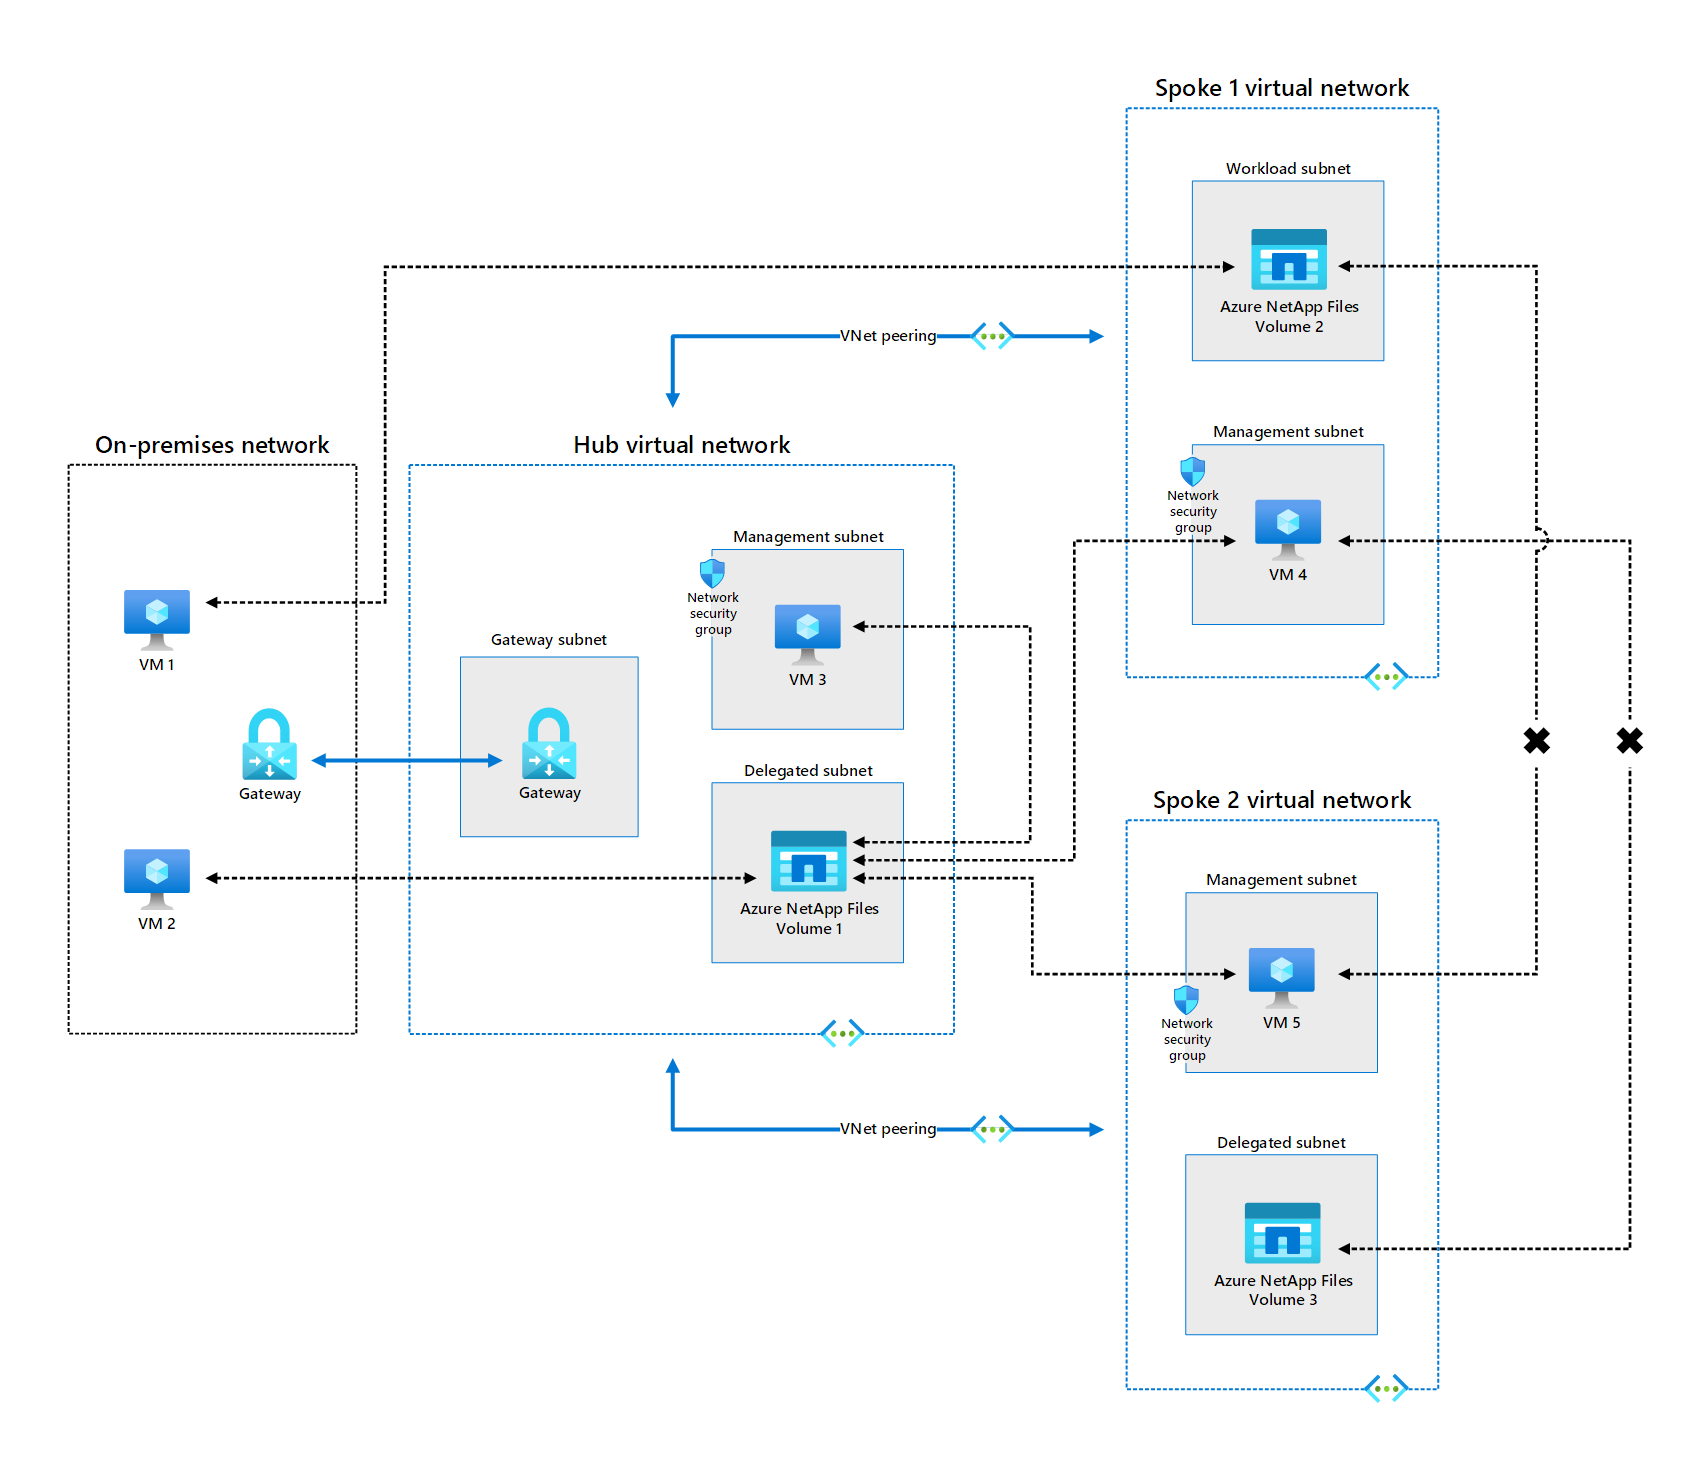 Spoke 1 virtual network
Workload subnet
Azure NetApp Files
Volume 2
VNet peering
On-premises network
Hub virtual network
Management subnet
Network
security
group
VM 4
Management subnet
Network
security
group
VM 3
VM 1
Gateway subnet
Gateway
Gateway
Delegated subnet
Azure NetApp Files
Volume 1
VM 2
Spoke 2 virtual network
Management subnet
Network
security
group
VM 5
VNet peering
Delegated subnet
Azure NetApp Files
Volume 3